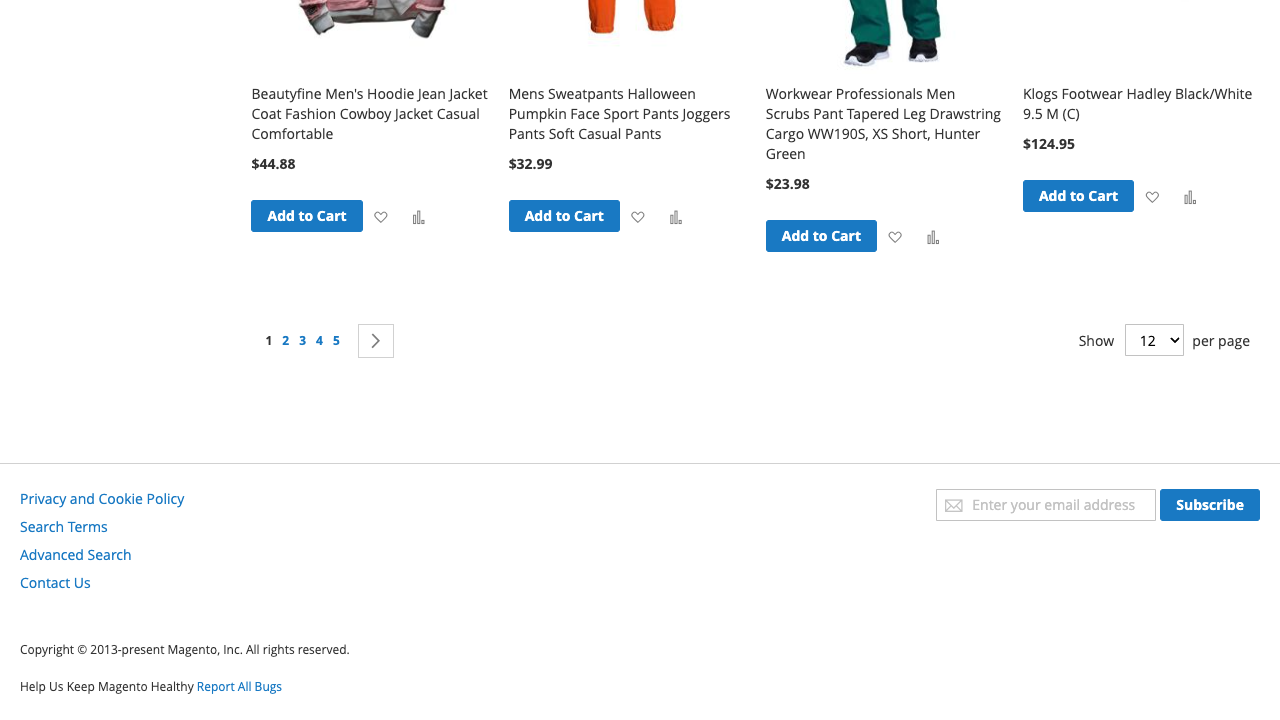 Beautyfine Men's Hoodie Jean Jacket
Coat Fashion Cowboy Jacket Casual
Comfortable
$44.88
Add to Cart
Mens Sweatpants Halloween
Pumpkin Face Sport Pants Joggers
Pants Soft Casual Pants
$32.99
Add to Cart
Workwear Professionals Men
Scrubs Pant Tapered Leg Drawstring
Cargo WW190S, XS Short, Hunter
Green
$23.98
Add to Cart
Klogs Footwear Hadley Black/White
9.5 M (C)
$124.95
Add to Cart
1 2 3 4 5
Show 12 per page
Privacy and Cookie Policy
Search Terms
Advanced Search
Contact Us
Enter your email address
Subscribe
Copyright © 2013-present Magento, Inc. All rights reserved.
Help Us Keep Magento Healthy Report All Bugs